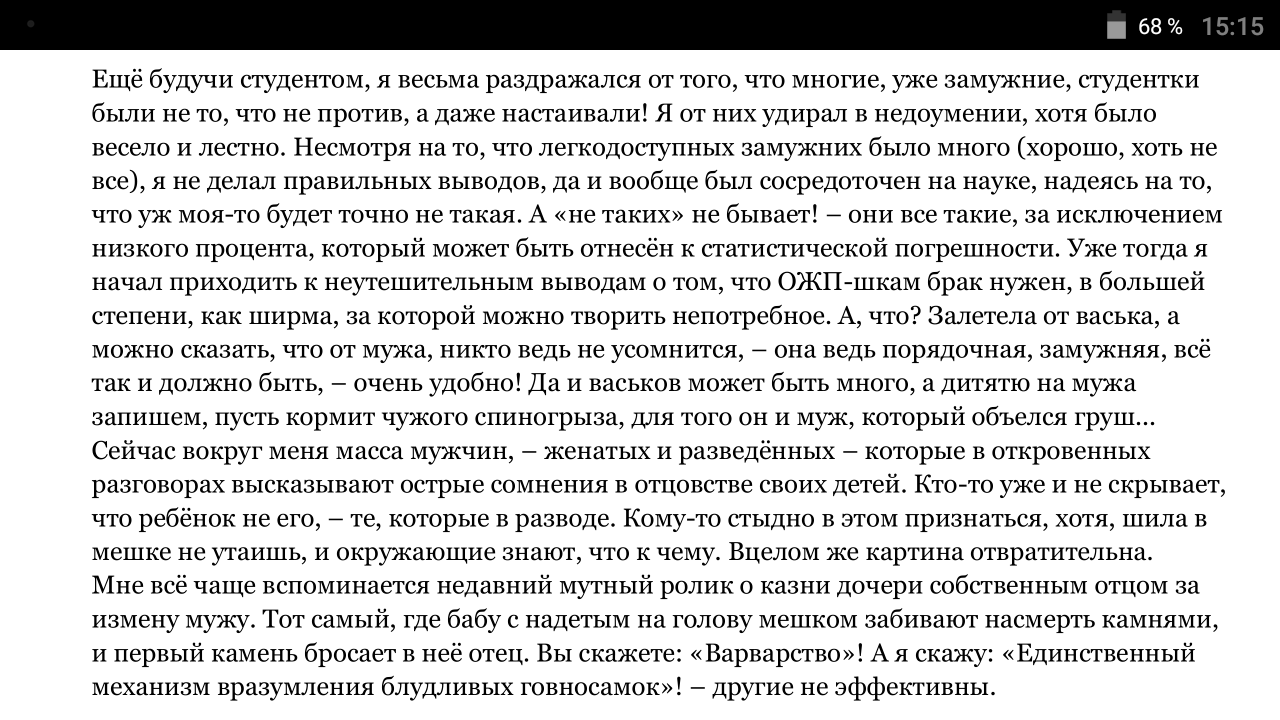 68 % 15:15
Ещё будучи студентом, я весьма раздражался от того, что многие, уже замужние, студентки
были не то, что не против, а даже настаивали! Я от них удирал в недоумении, хотя было
весело и лестно. Несмотря на то, что легкодоступных замужних было много (хорошо, хоть не
все), я не делал правильных выводов, да и вообще был сосредоточен на науке, надеясь на то,
что уж моя-то будет точно не такая. А «не таких» не бывает! – они все такие, за исключением
низкого процента, который может быть отнесён к статистической погрешности. Уже тогда я
начал приходить к неутешительным выводам о том, что ОЖП-шкам брак нужен, в большей
степени, как ширма, за которой можно творить непотребное. А, что? Залетела от васька, а
можно сказать, что от мужа, никто ведь не усомнится, – она ведь порядочная, замужняя, всё
так и должно быть, – очень удобно! Да и васьков может быть много, а дитятю на мужа
запишем, пусть кормит чужого спиногрыза, для того он и муж, который объелся груш...
Сейчас вокруг меня масса мужчин, – женатых и разведённых – которые в откровенных
разговорах высказывают острые сомнения в отцовстве своих детей. Кто-то уже и не скрывает,
что ребёнок не его, – те, которые в разводе. Кому-то стыдно в этом признаться, хотя, шила в
мешке не утаишь, и окружающие знают, что к чему. Вцелом же картина отвратительна.
Мне всё чаще вспоминается недавний мутный ролик о казни дочери собственным отцом за
измену мужу. Тот самый, где бабу с надетым на голову мешком забивают насмерть камнями,
и первый камень бросает в неё отец. Вы скажете: «Варварство»! А я скажу: «Единственный
механизм вразумления блудливых говносамок»! – другие не эффективны.